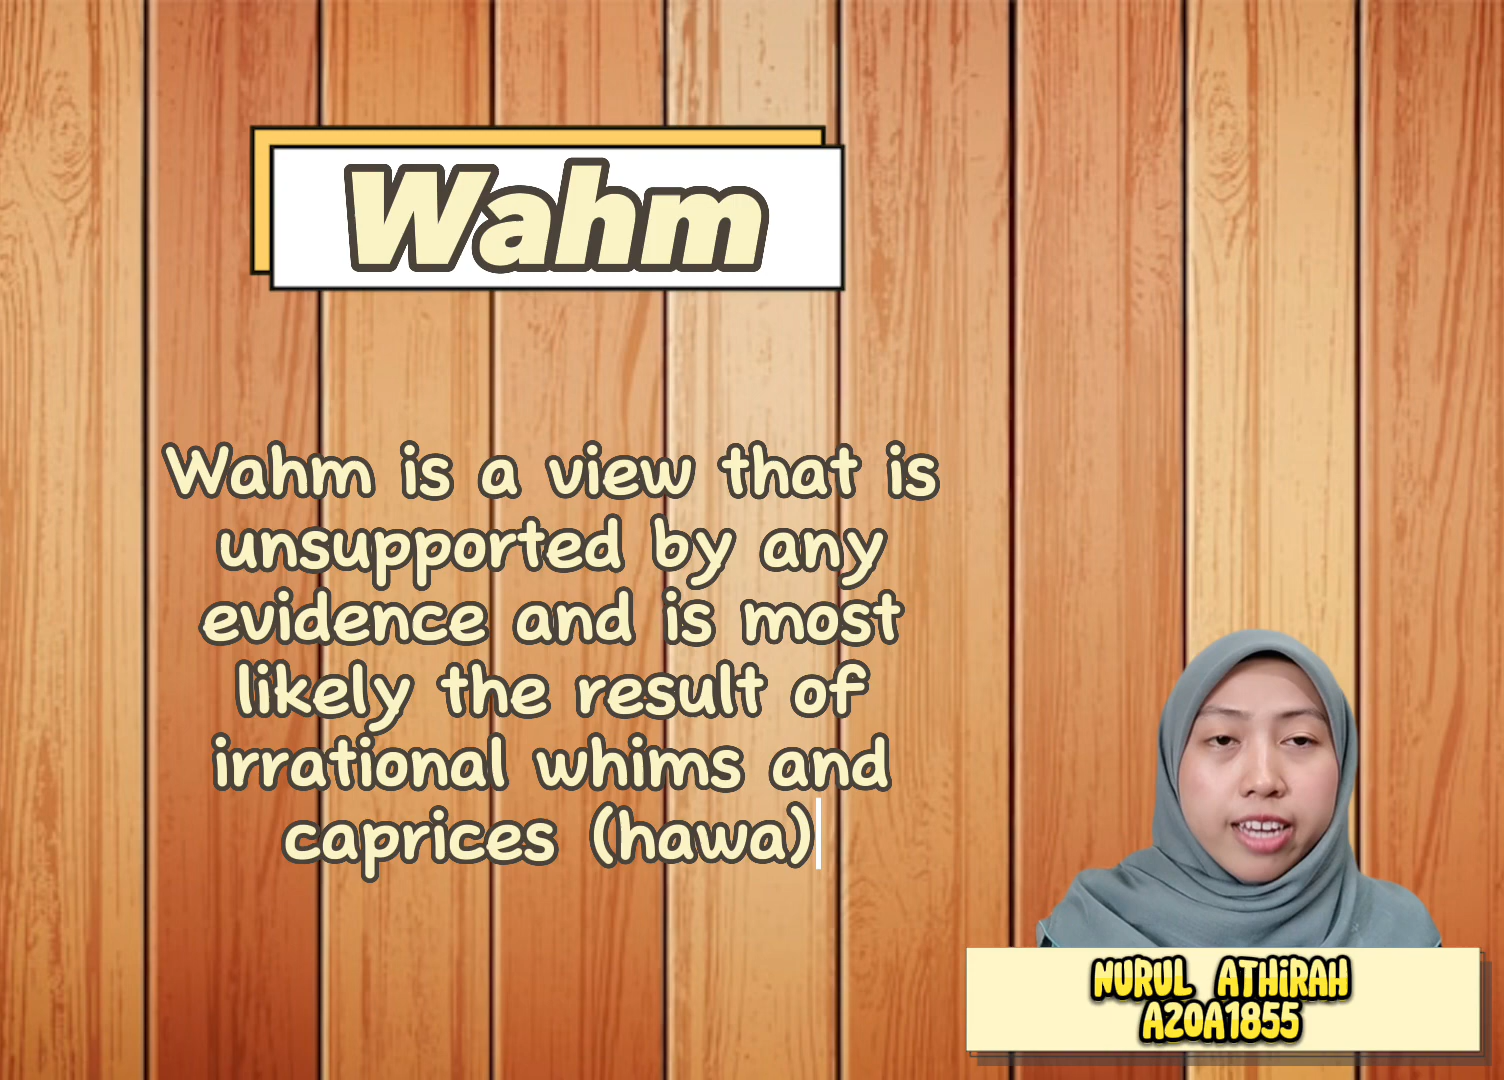 Wahm
Wahm is a view that is
unsupported by any
evidence and is most
likely the result of
irrational whims and
caprices (hawa)
NURUL ATHiRAH
A20A1855